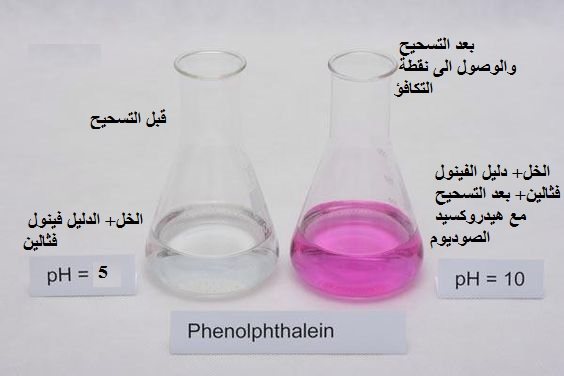 بعد التسحيح
والوصول الى نقطة
التكافؤ
قبل التسحيح
الخل+ دليل الفينول
فثالين+ بعد التسحيح
مع هيدروكسيد
الصوديوم
الخل+ الدليل فينول
فثالين
pH = 5
pH = 10
Phenolphthalein